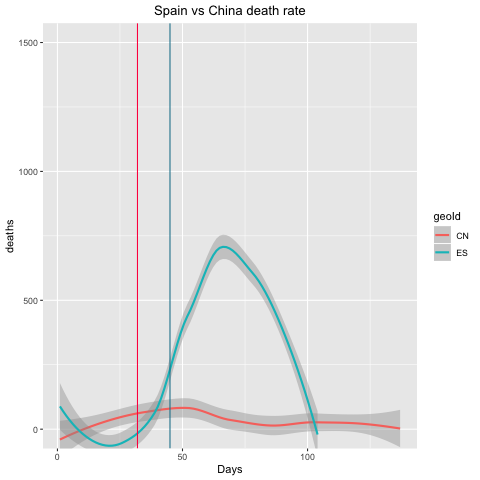 Spain vs China death rate
1500
1000
500
0
deaths
0 50 100
Days
geoId
CN
ES